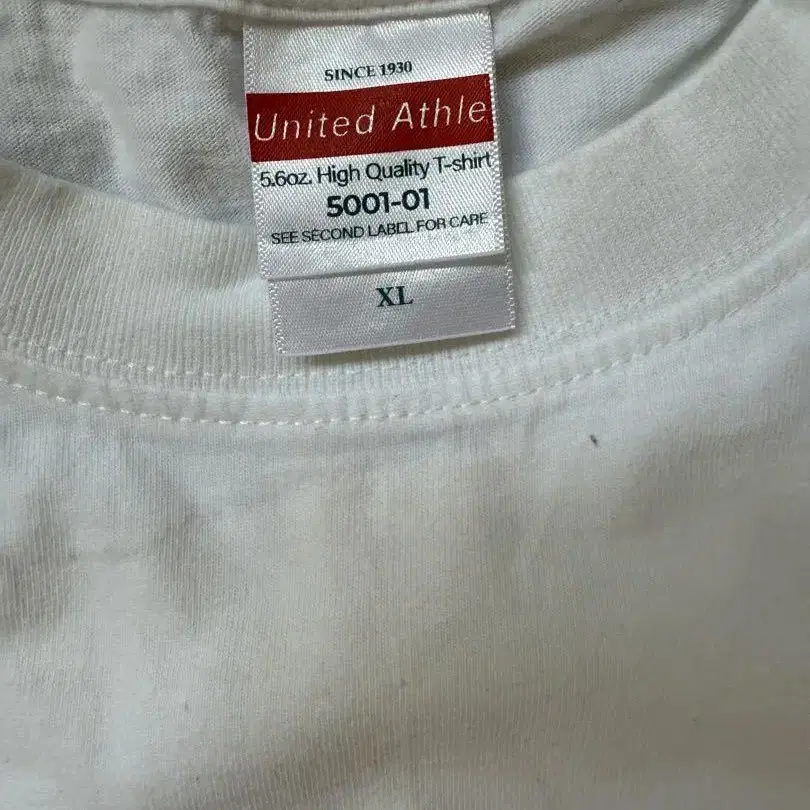 SINCE 1930
United Athle
5.6oz. High Quality T-shirt
5001-01
SEE SECOND LABEL FOR CARE
XL